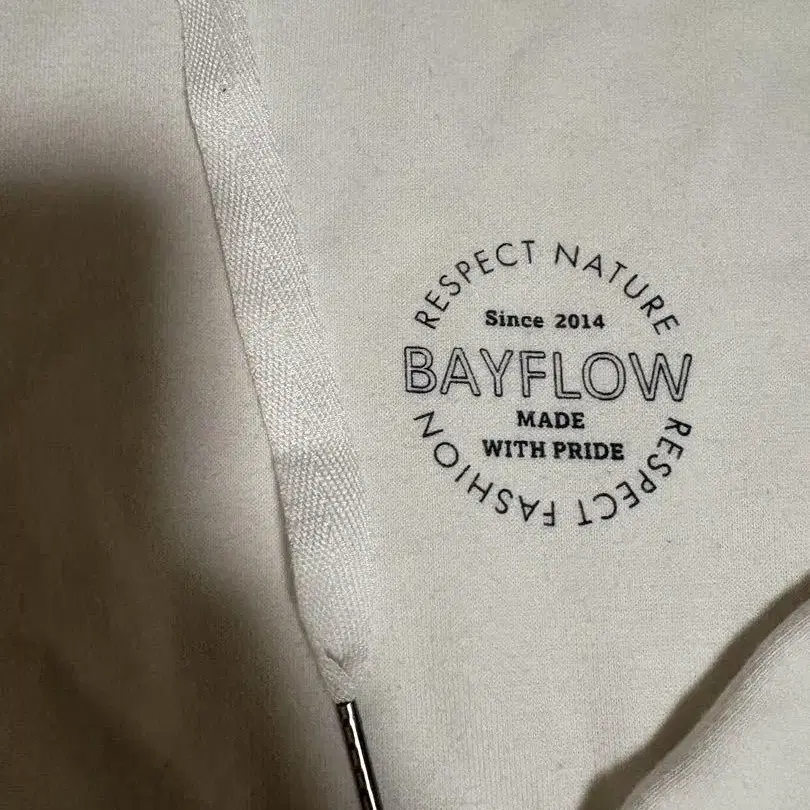 RESPECT NATURE
Since 2014
BAYFLOW
MADE
WITH PRIDE
RESPECT FASHION